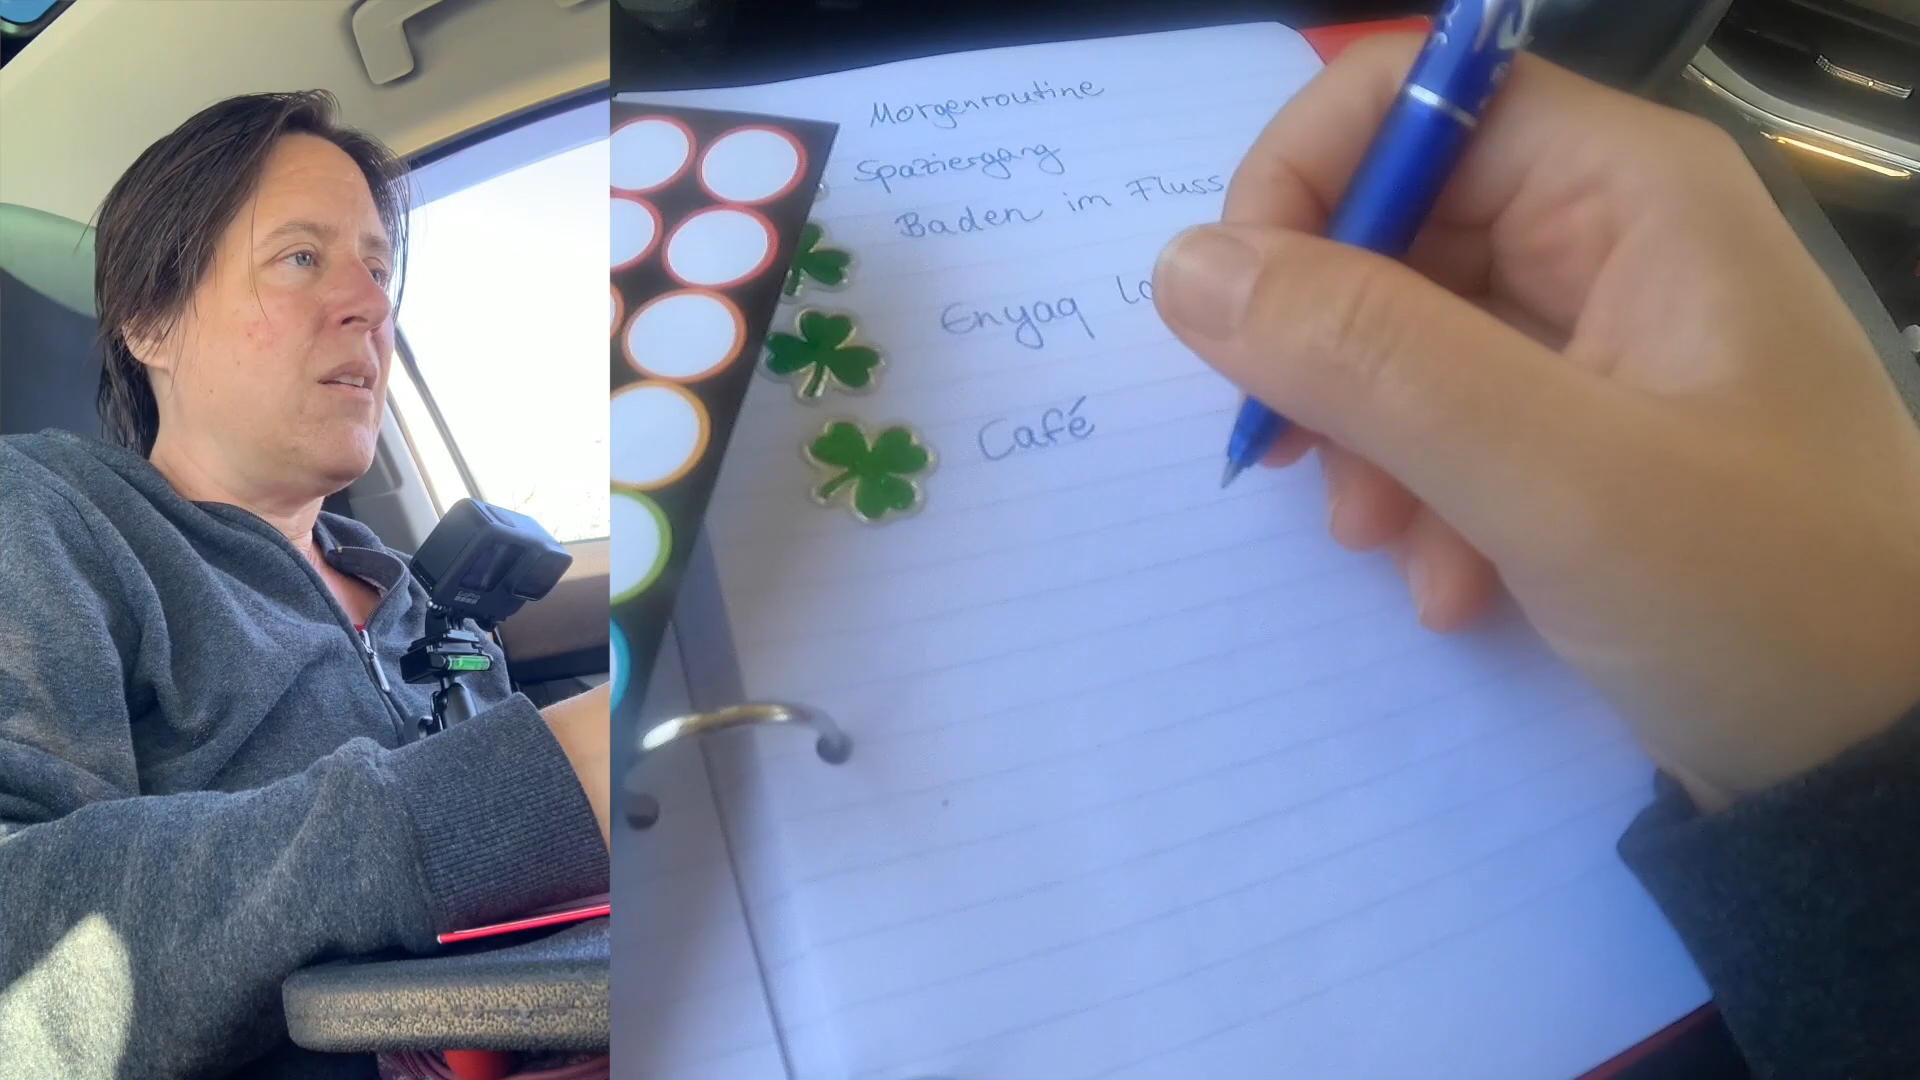 Morgenroutine
Spaziergang
Baden im Fluss
Enyaq
Café